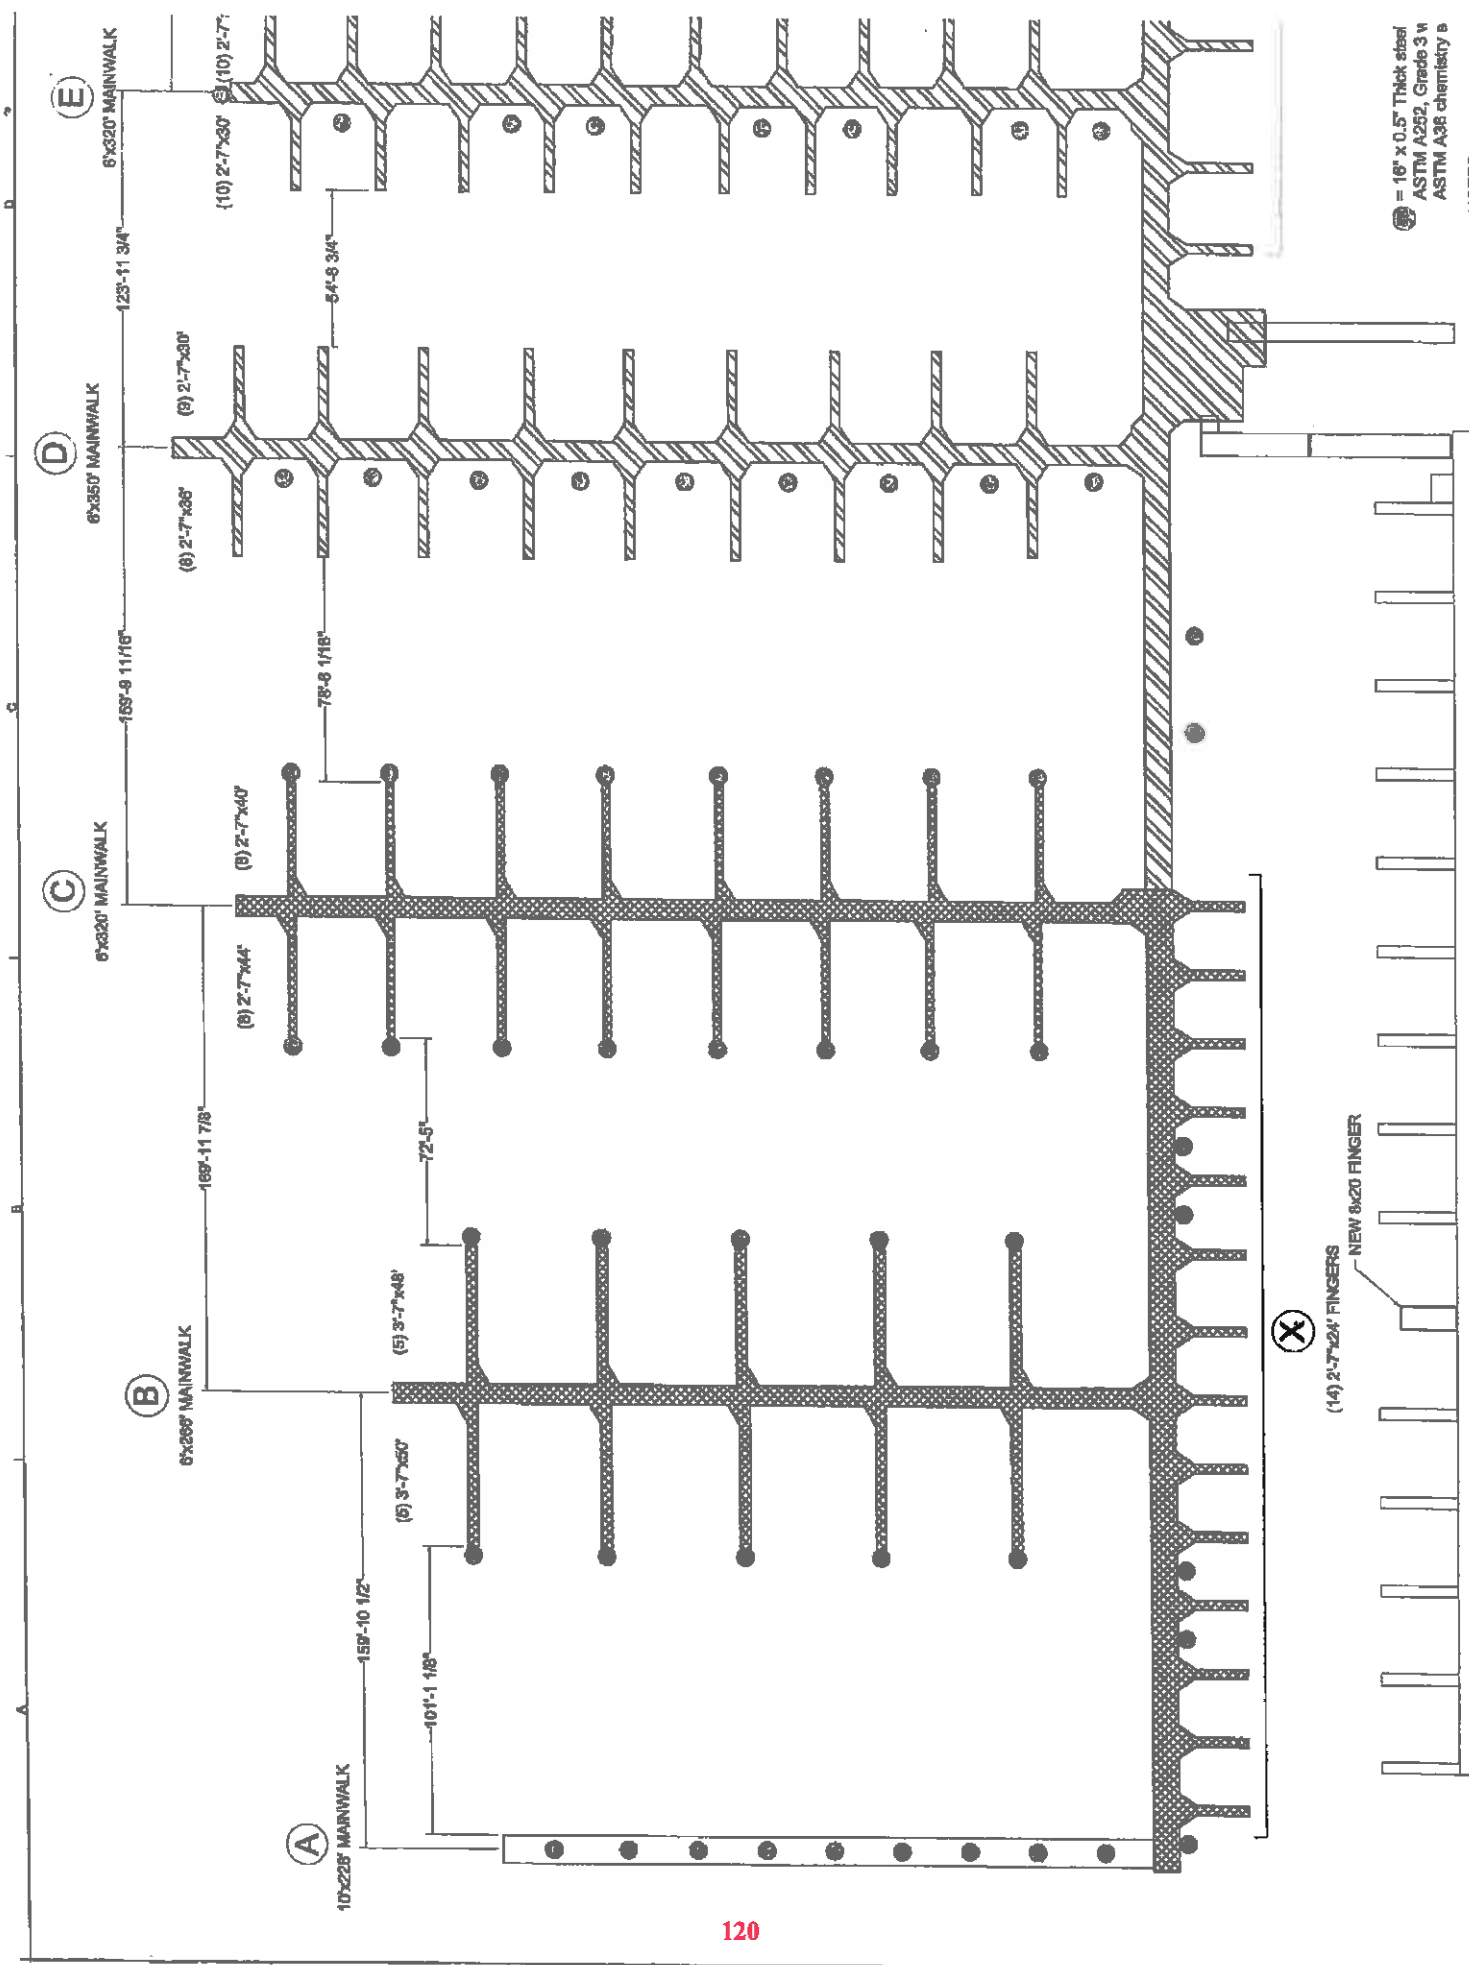 A
B
C
D
A
10'x228' MAINWALK
B
6'x266' MAINWALK
C
6'x320' MAINWALK
D
6'x350' MAINWALK
E
6'x320' MAINWALK
159'-10 1/2"
169'-11 7/8"
159'-9 11/16"
123'-11 3/4"
(5) 3'-7"x50'
(5) 3'-7"x48'
(8) 2'-7"x44'
(8) 2'-7"x40'
(8) 2'-7"x36'
(9) 2'-7"x30'
(10) 2'-7"x30'
(10) 2'-7"
101'-1 1/8"
72'-5"
78'-8 1/16"
54'-8 3/4"
X
(14) 2'-7"x24' FINGERS
NEW 8x20 FINGER
= 16" x 0.5" Thick steel
ASTM A252, Grade 3 w
ASTM A36 chemistry a
120